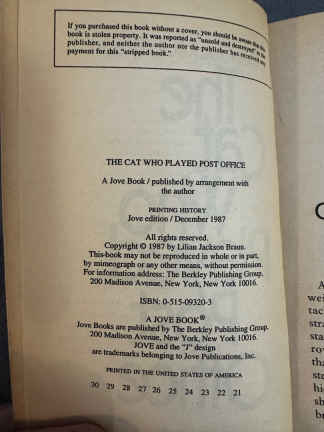 If you purchased this book without a cover, you should be aware that this
book is stolen property. It was reported as "unsold and destroyed" to the
publisher, and neither the author nor the publisher has received any
payment for this "stripped book."
THE CAT WHO PLAYED POST OFFICE
A Jove Book / published by arrangement with
the author
PRINTING HISTORY
Jove edition / December 1987
All rights reserved.
Copyright © 1987 by Lilian Jackson Braun.
This book may not be reproduced in whole or in part,
by mimeograph or any other means, without permission.
For information address: The Berkley Publishing Group,
200 Madison Avenue, New York, New York 10016.
ISBN: 0-515-09320-3
A JOVE BOOK®
Jove Books are published by The Berkley Publishing Group,
200 Madison Avenue, New York, New York 10016.
JOVE and the "J" design
are trademarks belonging to Jove Publications, Inc.
PRINTED IN THE UNITED STATES OF AMERICA
30 29 28 27 26 25 24 23 22 21